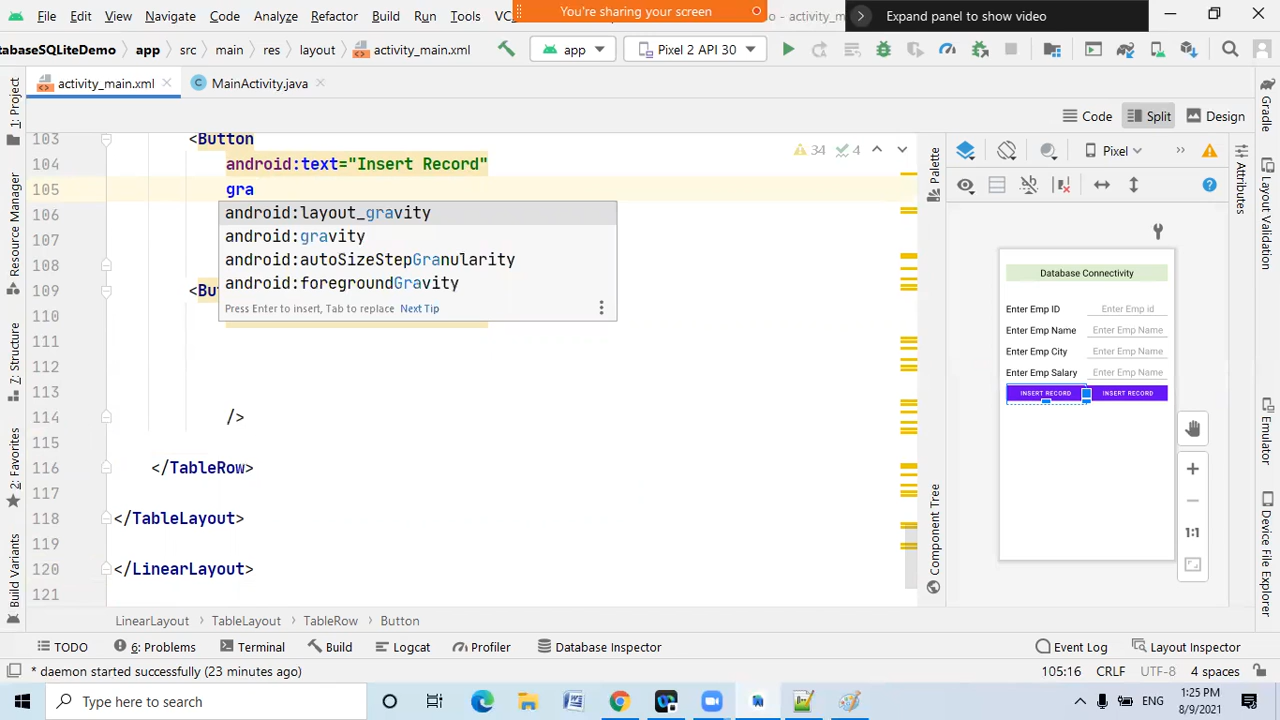 You're sharing your screen
Expand panel to show video
File Edit View Navigate Code Analyze Refactor Build Run Tools
atabaseSQLiteDemo app src main res layout activity_main.xml app Pixel 2 API 30
activity_main.xml MainActivity.java
Code Split Design
103 <Button
104 android:text="Insert Record"
105 gra
106 android:layout_gravity
107 android:gravity
108 android:autoSizeStepGranularity
109 <Bu android:foregroundGravity
110 Press Enter to insert, Tab to replace Next Tip
111
112
113
114 />
115
116 </TableRow>
117
118 </TableLayout>
119
120 </LinearLayout>
121
34 4
Pixel
Database Connectivity
Enter Emp ID Enter Emp id
Enter Emp Name Enter Emp Name
Enter Emp City Enter Emp Name
Enter Emp Salary Enter Emp Name
INSERT RECORD INSERT RECORD
1:1
1: Project
Resource Manager
7: Structure
2: Favorites
Build Variants
Palette
Component Tree
Attributes
Gradle
Layout Validation
Emulator
Device File Explorer
LinearLayout TableLayout TableRow Button
TODO 6: Problems Terminal Build Logcat Profiler Database Inspector Event Log Layout Inspector
* daemon started successfully (23 minutes ago) 105:16 CRLF UTF-8 4 spaces
Type here to search
ENG 1:25 PM
8/9/2021